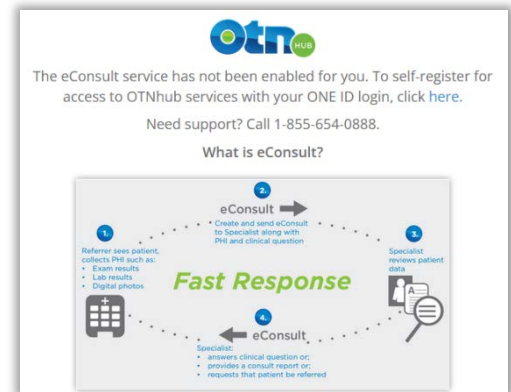 otn HUB
The eConsult service has not been enabled for you. To self-register for
access to OTNhub services with your ONE ID login, click here.
Need support? Call 1-855-654-0888.
What is eConsult?
1.
Referrer sees patient,
collects PHI such as:
• Exam results
• Lab results
• Digital photos
2.
eConsult
• Create and send eConsult
to Specialist along with
PHI and clinical question
3.
Specialist
reviews patient
data
A+
Fast Response
4.
eConsult
Specialist:
• answers clinical question or;
• provides a consult report or;
• requests that patient be referred